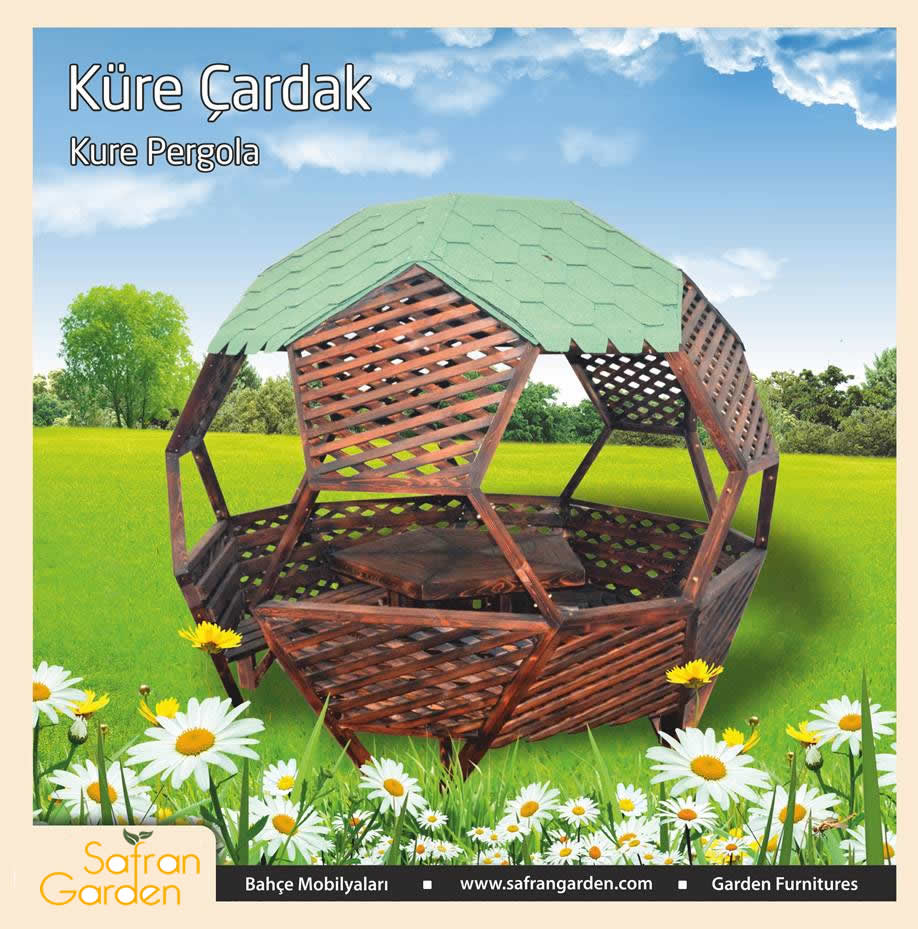 Küre Çardak
Kure Pergola
Safran
Garden
Bahçe Mobilyaları ▪ www.safrangarden.com ▪ Garden Furnitures